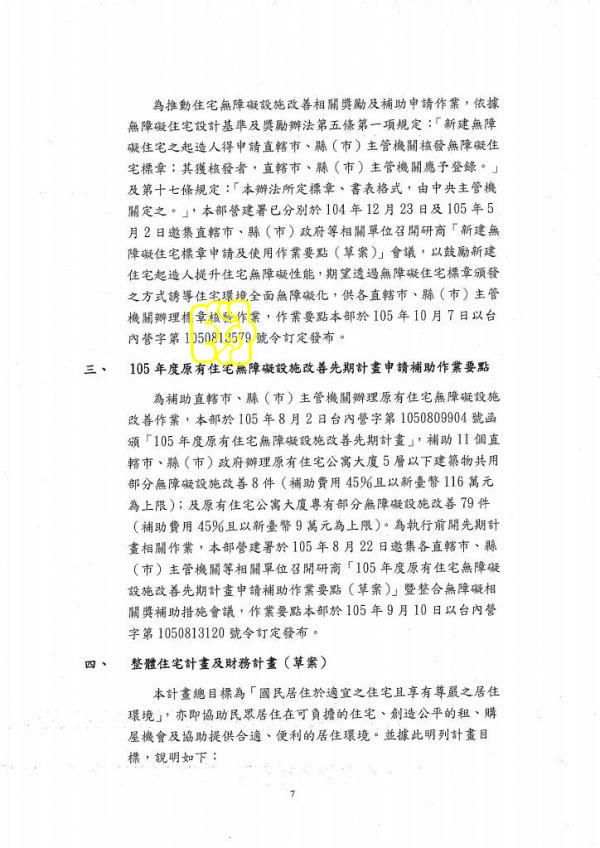 為推動住宅無障礙設施改善相關獎勵及補助申請作業，依據
無障礙住宅設計基準及獎勵辦法第五條第一項規定：「新建無障
礙住宅之起造人得申請直轄市、縣（市）主管機關核發無障礙住
宅標章；其獲核發者，直轄市、縣（市）主管機關應予登錄。」
及第十七條規定：「本辦法所定標章、書表格式，由中央主管機
關定之。」，本部營建署已分別於 104 年 12 月 23 日及 105 年 5
月 2 日邀集直轄市、縣（市）政府等相關單位召開研商「新建無
障礙住宅標章申請及使用作業要點（草案）」會議，以鼓勵新建
住宅起造人提升住宅無障礙性能，期望透過無障礙住宅標章頒發
之方式誘導住宅環境全面無障礙化，供各直轄市、縣（市）主管
機關辦理標章核發作業，作業要點本部於 105 年 10 月 7 日以台
內營字第 1050813579 號令訂定發布。
三、 105 年度原有住宅無障礙設施改善先期計畫申請補助作業要點
為補助直轄市、縣（市）主管機關辦理原有住宅無障礙設施
改善作業，本部於 105 年 8 月 2 日台內營字第 1050809904 號函
頒「105 年度原有住宅無障礙設施改善先期計畫」，補助 11 個直
轄市、縣（市）政府辦理原有住宅公寓大廈 5 層以下建築物共用
部分無障礙設施改善 8 件（補助費用 45%且以新臺幣 116 萬元
為上限）；及原有住宅公寓大廈專有部分無障礙設施改善 79 件
（補助費用 45%且以新臺幣 9 萬元為上限）。為執行前開先期計
畫相關作業，本部營建署於 105 年 8 月 22 日邀集各直轄市、縣
（市）主管機關等相關單位召開研商「105 年度原有住宅無障礙
設施改善先期計畫申請補助作業要點（草案）」暨整合無障礙相
關獎補助措施會議，作業要點本部於 105 年 9 月 10 日以台內營
字第 1050813120 號令訂定發布。
四、 整體住宅計畫及財務計畫（草案）
本計畫總目標為「國民居住於適宜之住宅且享有尊嚴之居住
環境」，亦即協助民眾居住在可負擔的住宅、創造公平的租、購
屋機會及協助提供合適、便利的居住環境。並據此明列計畫目
標，說明如下：
7